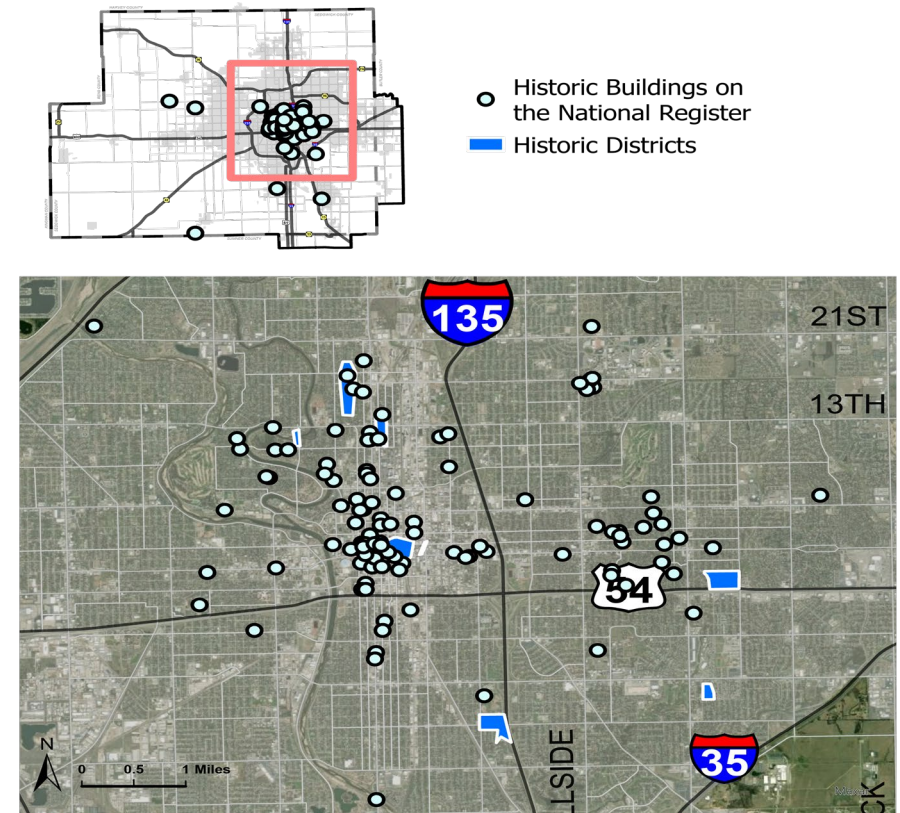 Historic Buildings on
the National Register
Historic Districts
135
21ST
13TH
54
N
0 0.5 1 Miles
LLSIDE
35
CK